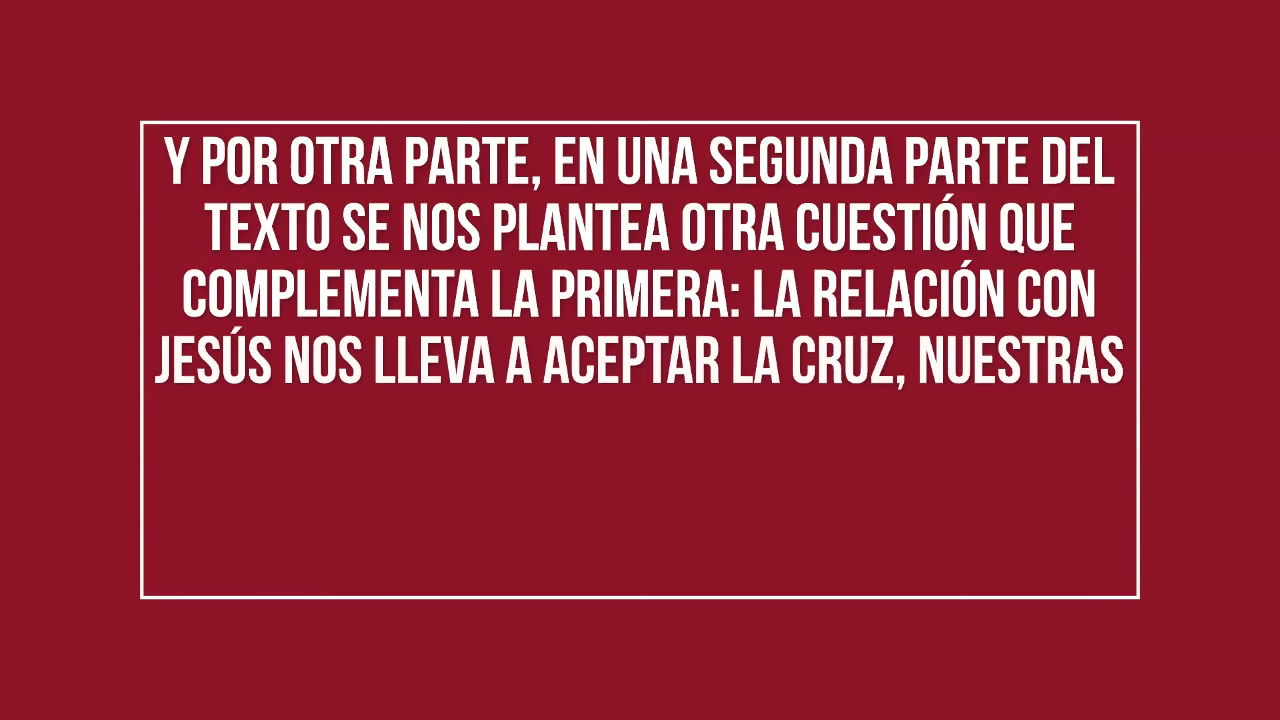 Y POR OTRA PARTE, EN UNA SEGUNDA PARTE DEL
TEXTO SE NOS PLANTEA OTRA CUESTIÓN QUE
COMPLEMENTA LA PRIMERA: LA RELACIÓN CON
JESÚS NOS LLEVA A ACEPTAR LA CRUZ, NUESTRAS